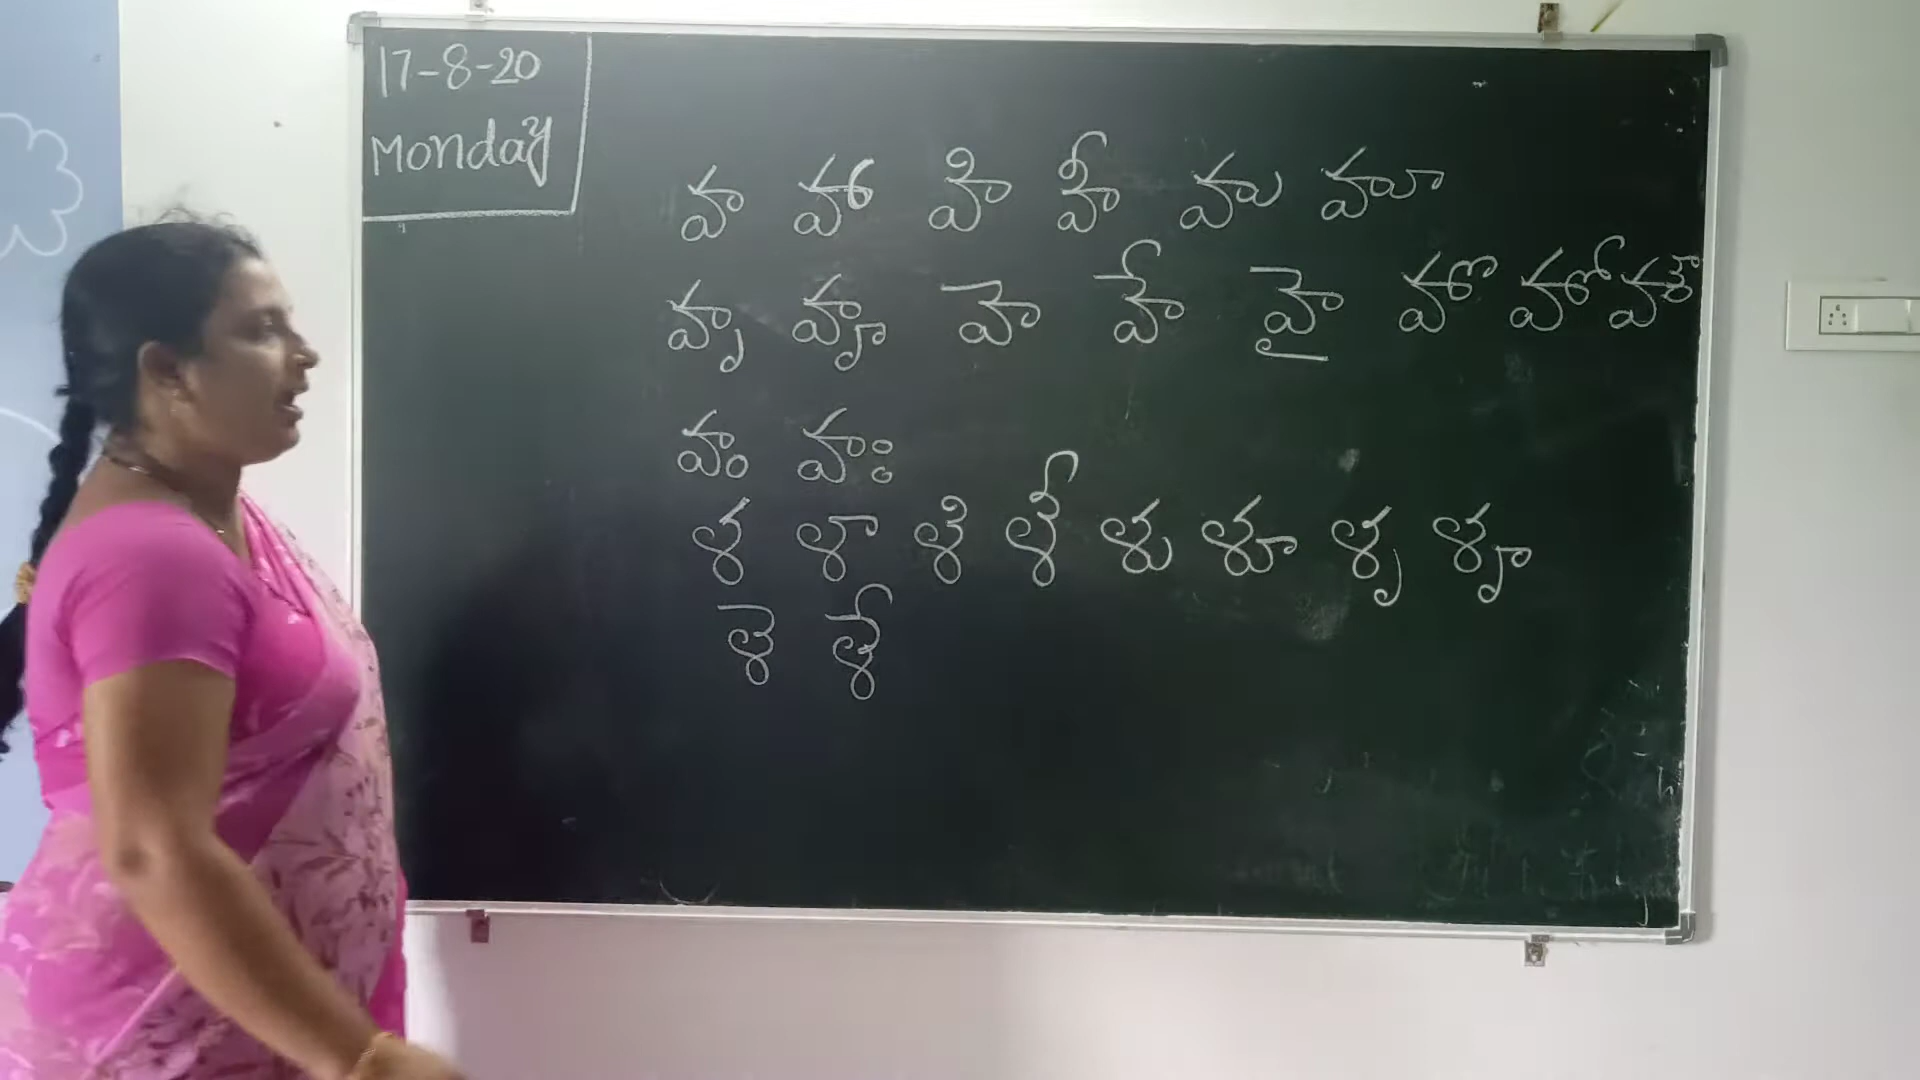 17-8-20
Monday
హ హా హి హీ హు హూ
హృ హౄ హె హే హై హొ హో హౌ
హం హః
ళ ళా ళి ళీ ళు ళూ ళృ ళౄ
ళె ళే